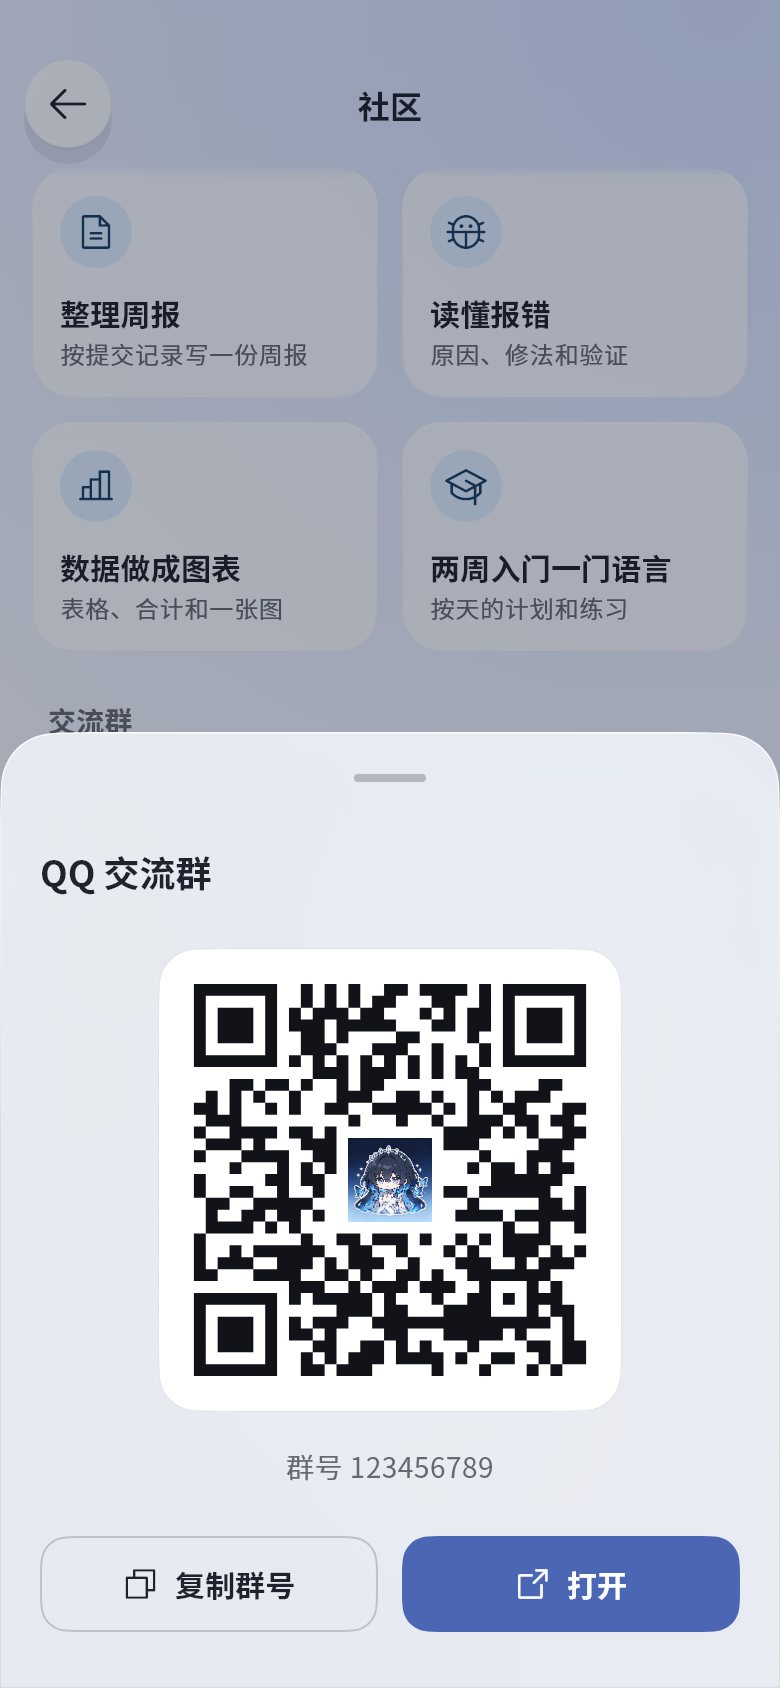 社区
整理周报
按提交记录写一份周报
读懂报错
原因、修法和验证
数据做成图表
表格、合计和一张图
两周入门一门语言
按天的计划和练习
交流群
QQ 交流群
群号 123456789
复制群号
打开